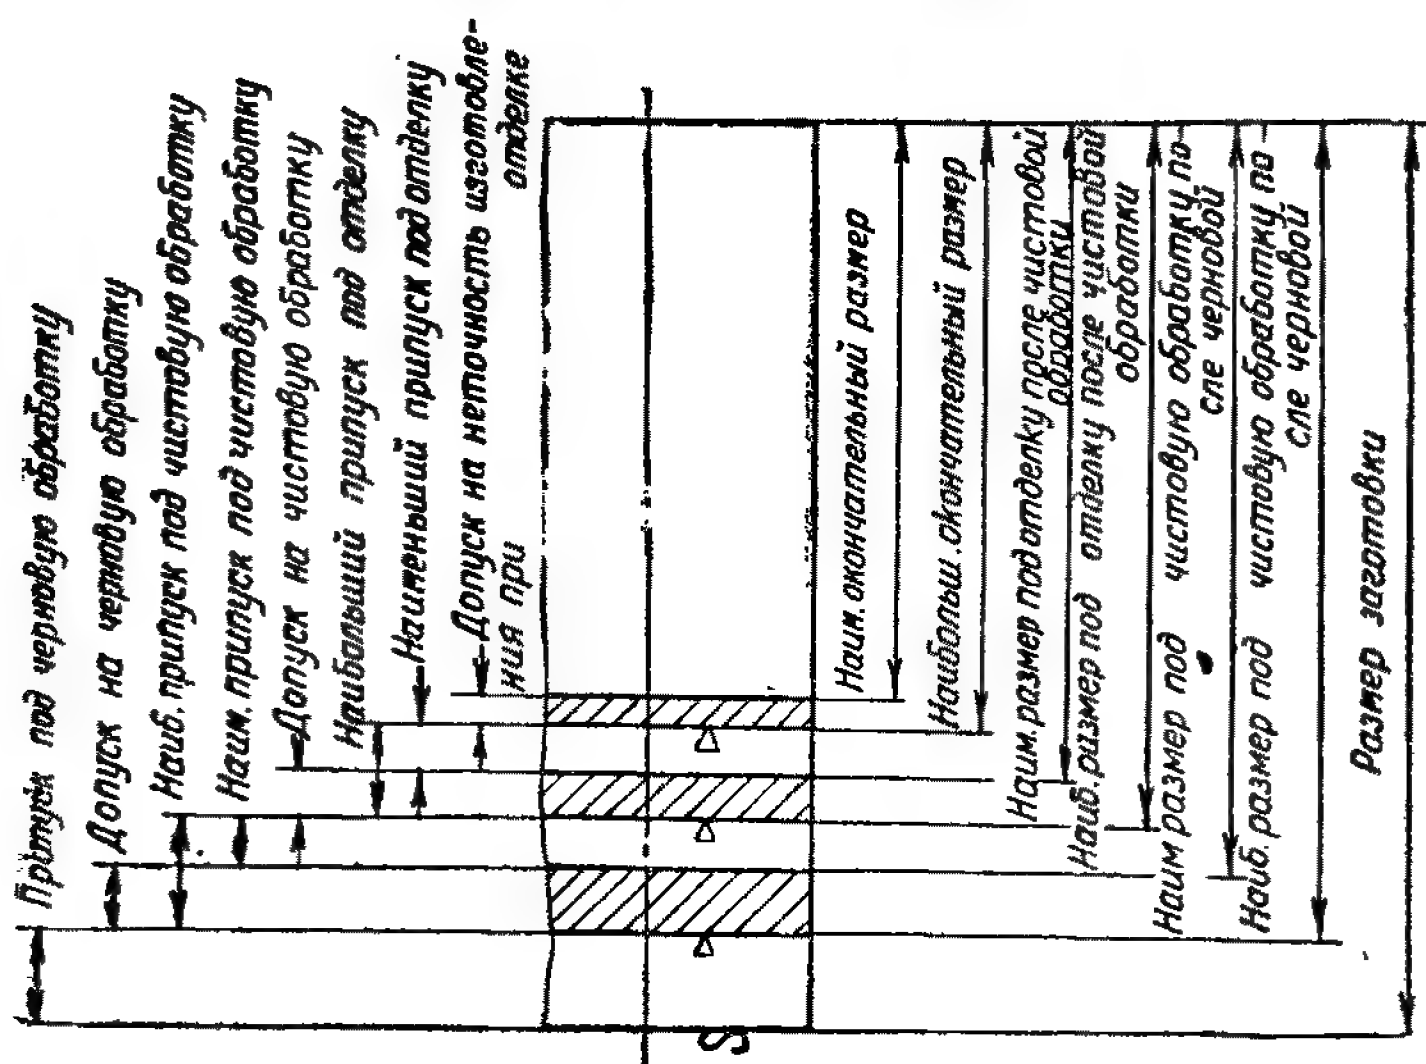 Припуск под черновую обработку
Допуск на черновую обработку
Наиб. припуск под чистовую обработку
Наим. припуск под чистовую обработку
Допуск на чистовую обработку
Наибольший припуск под отделку
Наименьший припуск под отделку
Допуск на неточность изготовле-
ния при отделке
Наим. окончательный размер
Наибольш. окончательный размер
Наим. размер под отделку после чистовой
обработки
Наиб. размер под отделку после чистовой
обработки
Наим размер под чистовую обработку по-
сле черновой
Наиб. размер под чистовую обработку по-
сле черновой
Размер заготовки
S